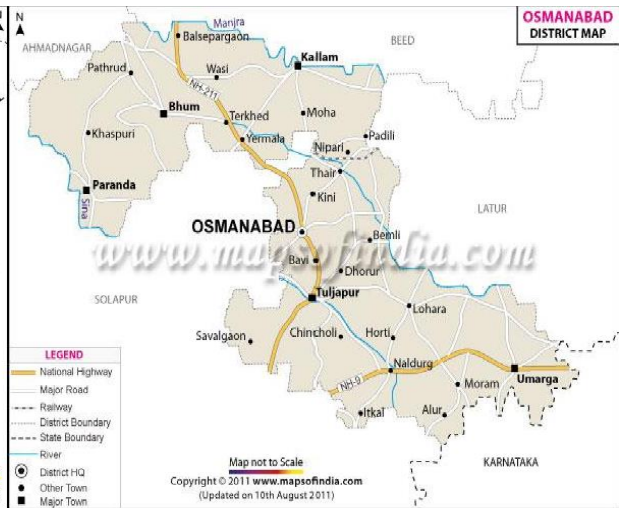 N
OSMANABAD
DISTRICT MAP
Manjra
Balsepargaon
AHMADNAGAR
BEED
Kallam
Pathrud
Wasi
NH-211
Bhum
Moha
Terkhed
Khaspuri
Yermala
Padili
Nipari
Thair
Paranda
Sina
Kini
LATUR
OSMANABAD
Bemli
www.mapsofindia.com
Bavi
Dhorur
SOLAPUR
Tuljapur
Lohara
Savalgaon
Chincholi
Horti
Naldurg
NH-9
Umarga
Moram
Itkal
Alur
KARNATAKA
LEGEND
National Highway
Major Road
Railway
District Boundary
State Boundary
River
District HQ
Other Town
Major Town
Map not to Scale
Copyright © 2011 www.mapsofindia.com
(Updated on 10th August 2011)